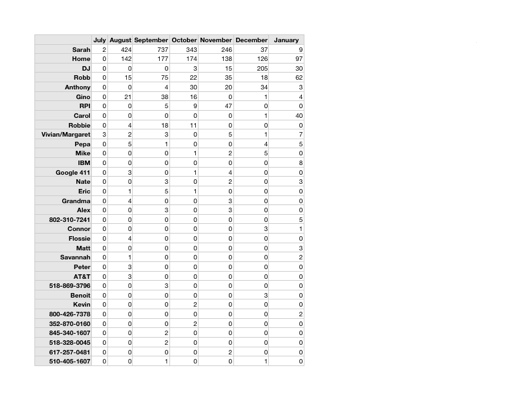 July August September October November December January
Sarah 2 424 737 343 246 37 9
Home 0 142 177 174 138 126 97
DJ 0 0 0 3 15 205 30
Robb 0 15 75 22 35 18 62
Anthony 0 0 4 30 20 34 3
Gino 0 21 38 16 0 1 4
RPI 0 0 5 9 47 0 0
Carol 0 0 0 0 0 1 40
Robbie 0 4 18 11 0 0 0
Vivian/Margaret 3 2 3 0 5 1 7
Pepa 0 5 1 0 0 4 5
Mike 0 0 0 1 2 5 0
IBM 0 0 0 0 0 0 8
Google 411 0 3 0 1 4 0 0
Nate 0 0 3 0 2 0 3
Eric 0 1 5 1 0 0 0
Grandma 0 4 0 0 3 0 0
Alex 0 0 3 0 3 0 0
802-310-7241 0 0 0 0 0 0 5
Connor 0 0 0 0 0 3 1
Flossie 0 4 0 0 0 0 0
Matt 0 0 0 0 0 0 3
Savannah 0 1 0 0 0 0 2
Peter 0 3 0 0 0 0 0
AT&T 0 3 0 0 0 0 0
518-869-3796 0 0 3 0 0 0 0
Benoit 0 0 0 0 0 3 0
Kevin 0 0 0 2 0 0 0
800-426-7378 0 0 0 0 0 0 2
352-870-0160 0 0 0 2 0 0 0
845-340-1607 0 0 2 0 0 0 0
518-328-0045 0 0 2 0 0 0 0
617-257-0481 0 0 0 0 2 0 0
510-405-1607 0 0 1 0 0 1 0